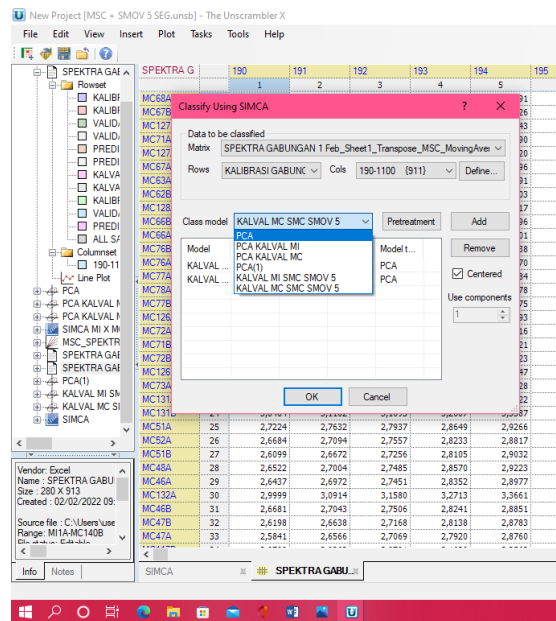 New Project [MSC + SMOV 5 SEG.unsb] - The Unscrambler X
File Edit View Insert Plot Tasks Tools Help
SPEKTRA GAE
Rowset
KALIBF
KALIBF
VALID
VALID
PREDI
PREDI
KALVA
KALVA
KALIBF
VALID
PREDI
ALL SA
Columnset
190-11
Line Plot
PCA
PCA KALVAL M
PCA KALVAL M
SIMCA MI X M
MSC_SPEKTR
SPEKTRA GAE
SPEKTRA GAE
PCA(1)
KALVAL MI SM
KALVAL MC S
SIMCA
Vendor: Excel
Name : SPEKTRA GABU
Size : 280 X 913
Created : 02/02/2022 09:
Source file : C:\Users\use
Range: MI1A-MC140B
Info Notes
SPEKTRA G 190 191 192 193 194 195
1 2 3 4 5
MC68A
MC67B
MC127
MC71A
MC127
MC67A
MC63A
MC62B
MC128
MC66B
MC66A
MC76B
MC76A
MC77A
MC78A
MC77B
MC126
MC72A
MC71B
MC72B
MC126
MC73A
MC131
Classify Using SIMCA ? ×
Data to be classified
Matrix SPEKTRA GABUNGAN 1 Feb_Sheet1_Transpose_MSC_MovingAver
Rows KALIBRASI GABUNG Cols 190-1100 {911} Define...
Class model KALVAL MC SMC SMOV 5 Pretreatment Add
PCA
PCA KALVAL MI
PCA KALVAL MC
PCA(1)
KALVAL MI SMC SMOV 5
KALVAL MC SMC SMOV 5
Model Model t... Remove
KALVAL ... PCA
KALVAL ... PCA
Centered
Use components
1
OK Cancel
MC51A 25 2,7224 2,7632 2,7937 2,8649 2,9266
MC52A 26 2,6684 2,7094 2,7557 2,8233 2,8817
MC51B 27 2,6099 2,6672 2,7256 2,8105 2,9032
MC48A 28 2,6522 2,7004 2,7485 2,8570 2,9223
MC46A 29 2,6437 2,6972 2,7451 2,8352 2,8977
MC132A 30 2,9999 3,0914 3,1580 3,2713 3,3661
MC46B 31 2,6681 2,7043 2,7506 2,8241 2,8851
MC47B 32 2,6198 2,6638 2,7168 2,8138 2,8783
MC47A 33 2,5841 2,6566 2,7069 2,7920 2,8760
SIMCA SPEKTRA GABU...